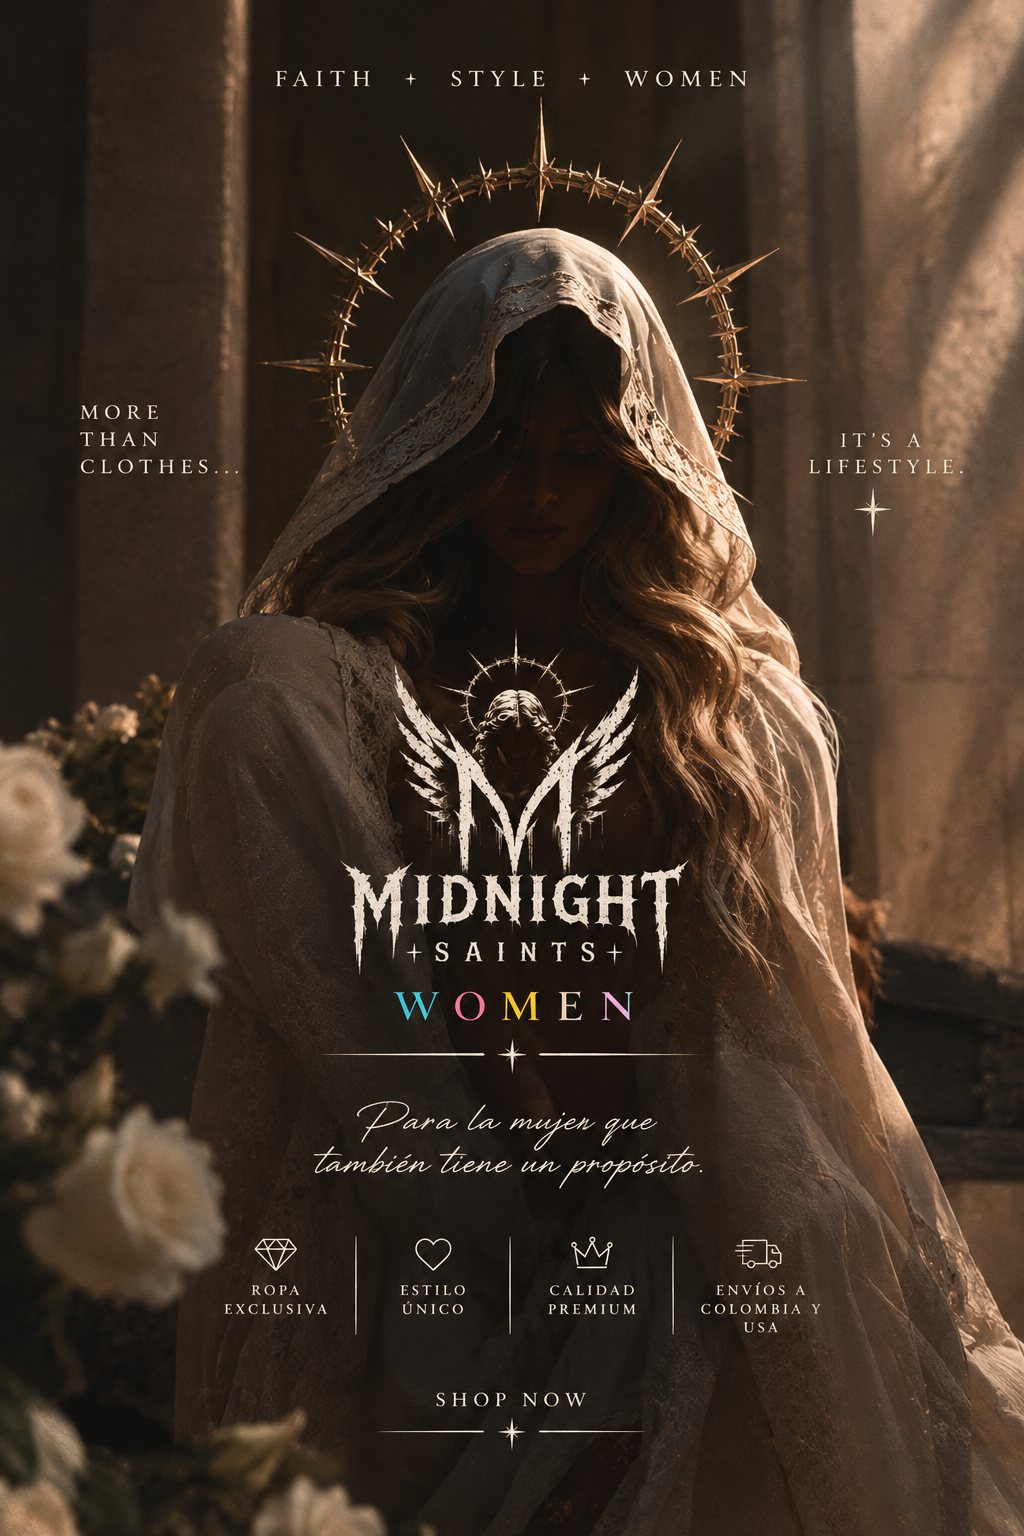 FAITH + STYLE + WOMEN
MORE
THAN
CLOTHES...
IT'S A
LIFESTYLE.
M
MIDNIGHT
+SAINTS+
WOMEN
Para la mujer que
también tiene un propósito.
ROPA
EXCLUSIVA
ESTILO
ÚNICO
CALIDAD
PREMIUM
ENVÍOS A
COLOMBIA Y
USA
SHOP NOW